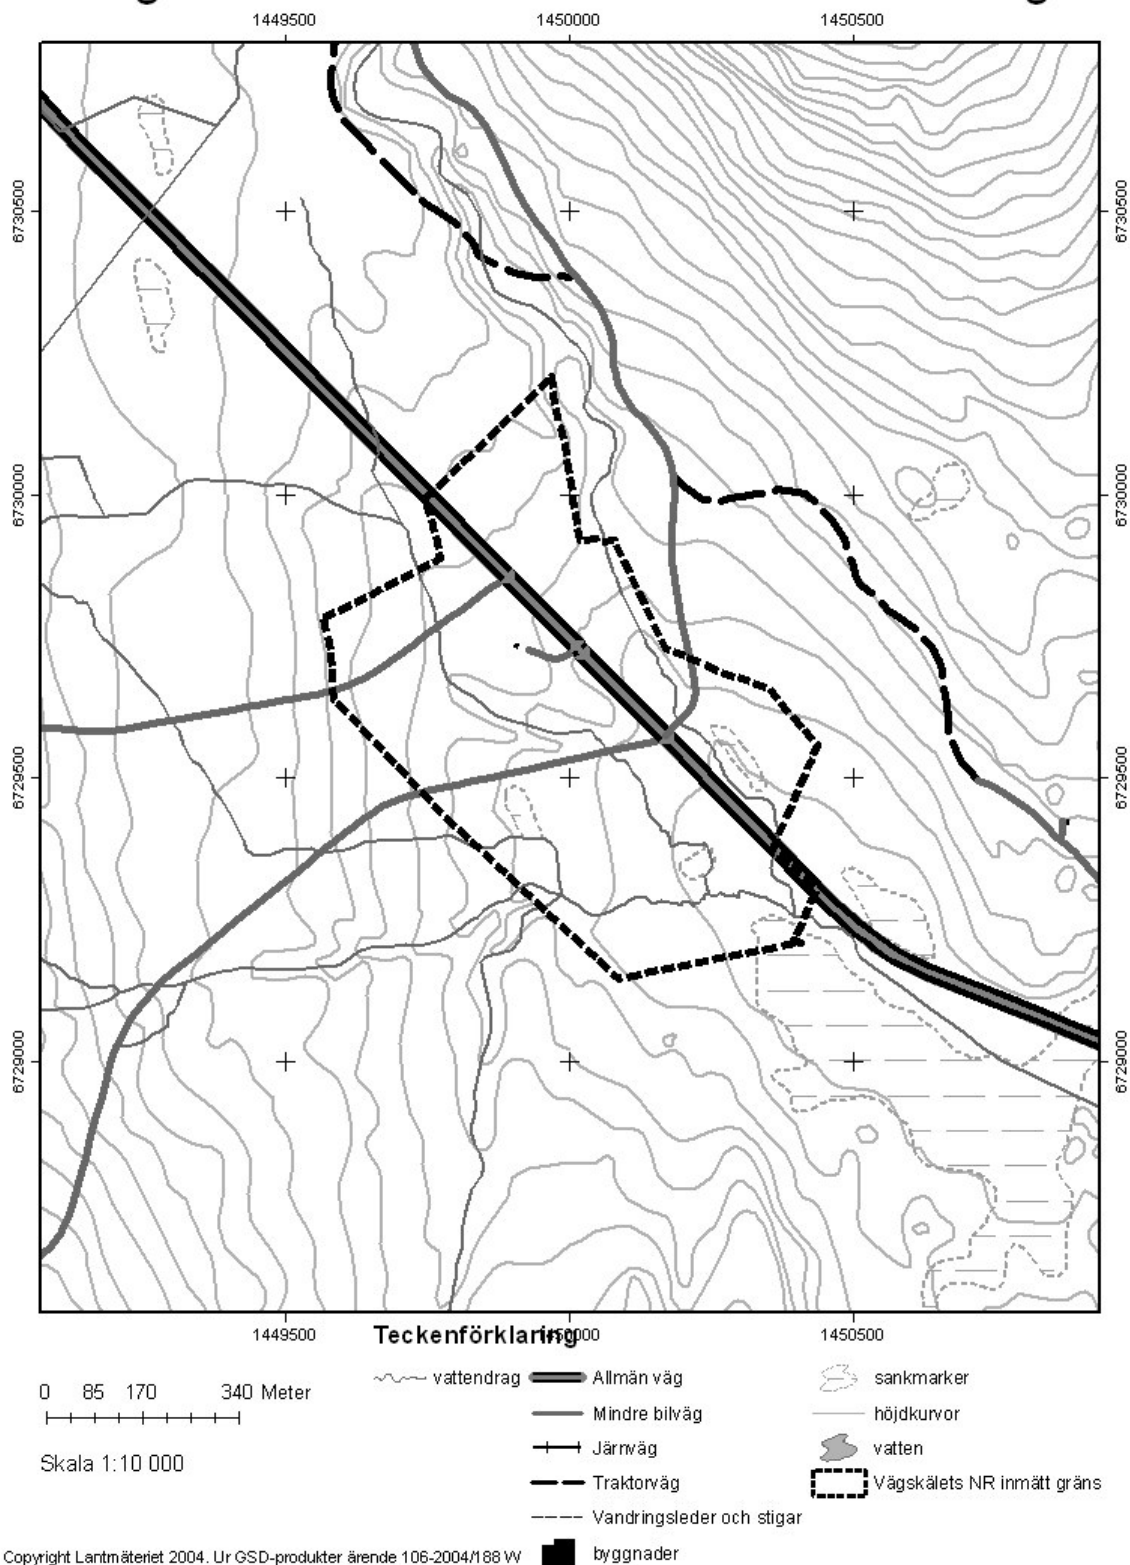 1449500 1450000 1450500
6730500 6730500
6730000 6730000
6729500 6729500
6729000 6729000
1449500 1450000 1450500
Teckenförklaring
0 85 170 340 Meter
Skala 1:10 000
vattendrag
Allmän väg
Mindre bilväg
Järnväg
Traktorväg
Vandringsleder och stigar
byggnader
sankmarker
höjdkurvor
vatten
Vägskälets NR inmätt gräns
Copyright Lantmäteriet 2004. Ur GSD-produkter ärende 106-2004/188 W